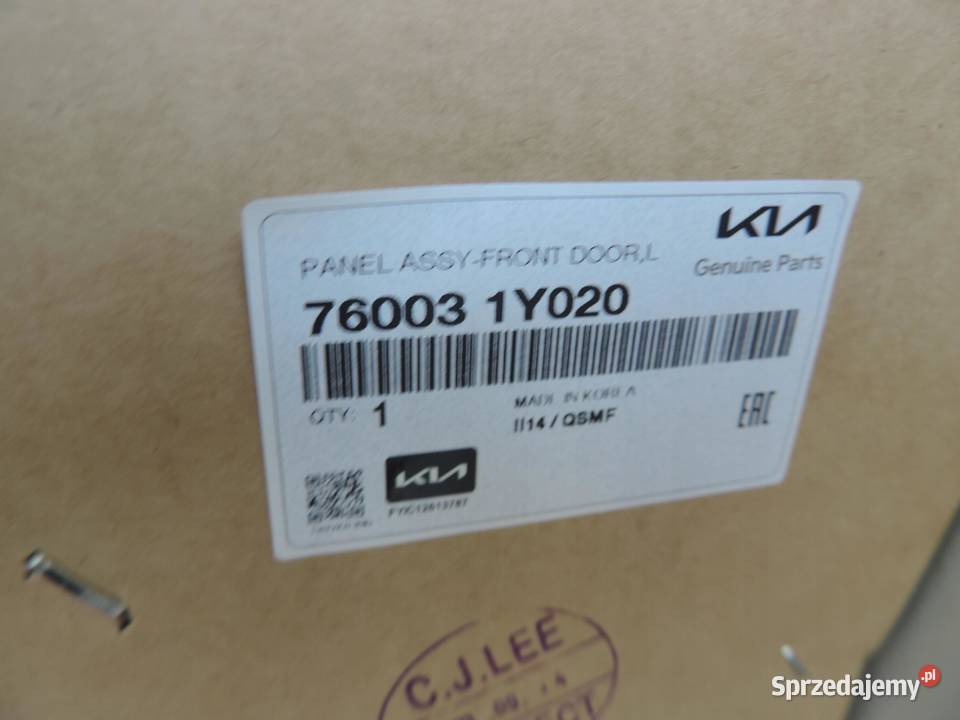 KIA
Genuine Parts
PANEL ASSY-FRONT DOOR,L
76003 1Y020
QTY: 1
MADE IN KOREA
II14 / QSMF
EAC
KIA
C.J.LEE
Sprzedajemy.pl